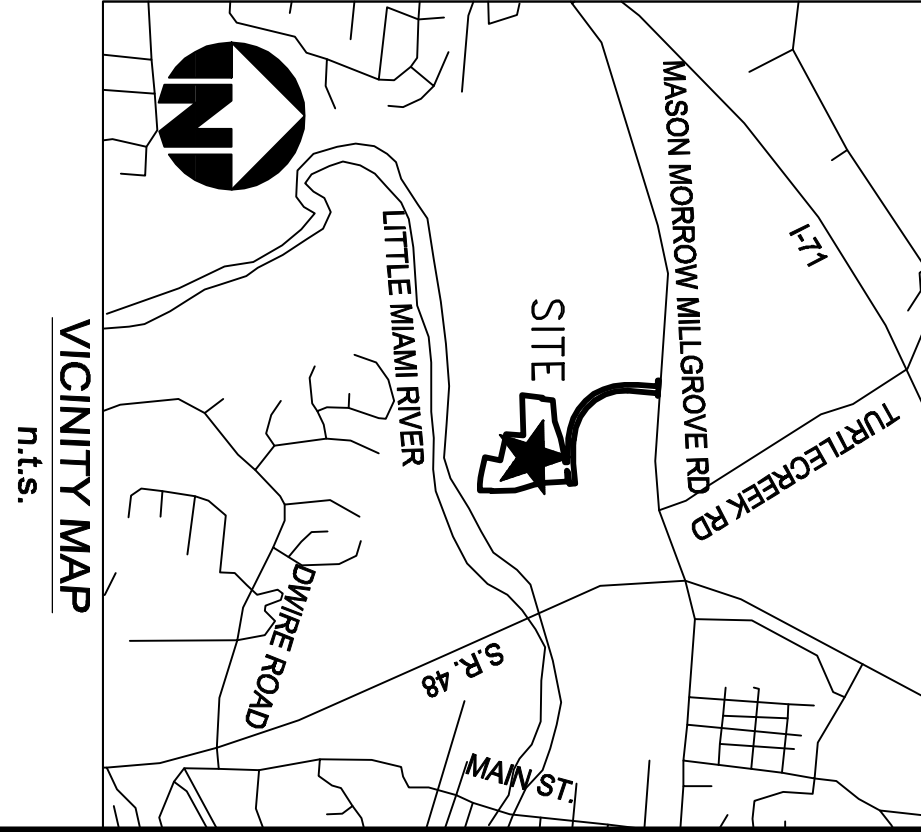 VICINITY MAP
n.t.s.
N
I-71
MASON MORROW MILLGROVE RD
TURTLECREEK RD
SITE
LITTLE MIAMI RIVER
S.R. 48
DWIRE ROAD
MAIN ST.